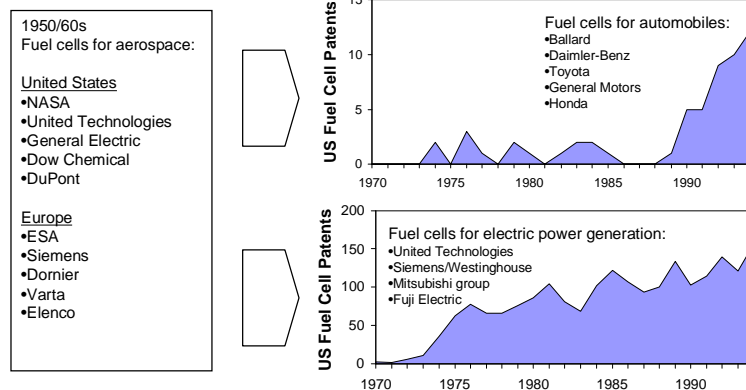 1950/60s
Fuel cells for aerospace:
United States
•NASA
•United Technologies
•General Electric
•Dow Chemical
•DuPont
Europe
•ESA
•Siemens
•Dornier
•Varta
•Elenco
US Fuel Cell Patents
15
10
5
0
Fuel cells for automobiles:
•Ballard
•Daimler-Benz
•Toyota
•General Motors
•Honda
1970 1975 1980 1985 1990
US Fuel Cell Patents
200
150
100
50
0
Fuel cells for electric power generation:
•United Technologies
•Siemens/Westinghouse
•Mitsubishi group
•Fuji Electric
1970 1975 1980 1985 1990